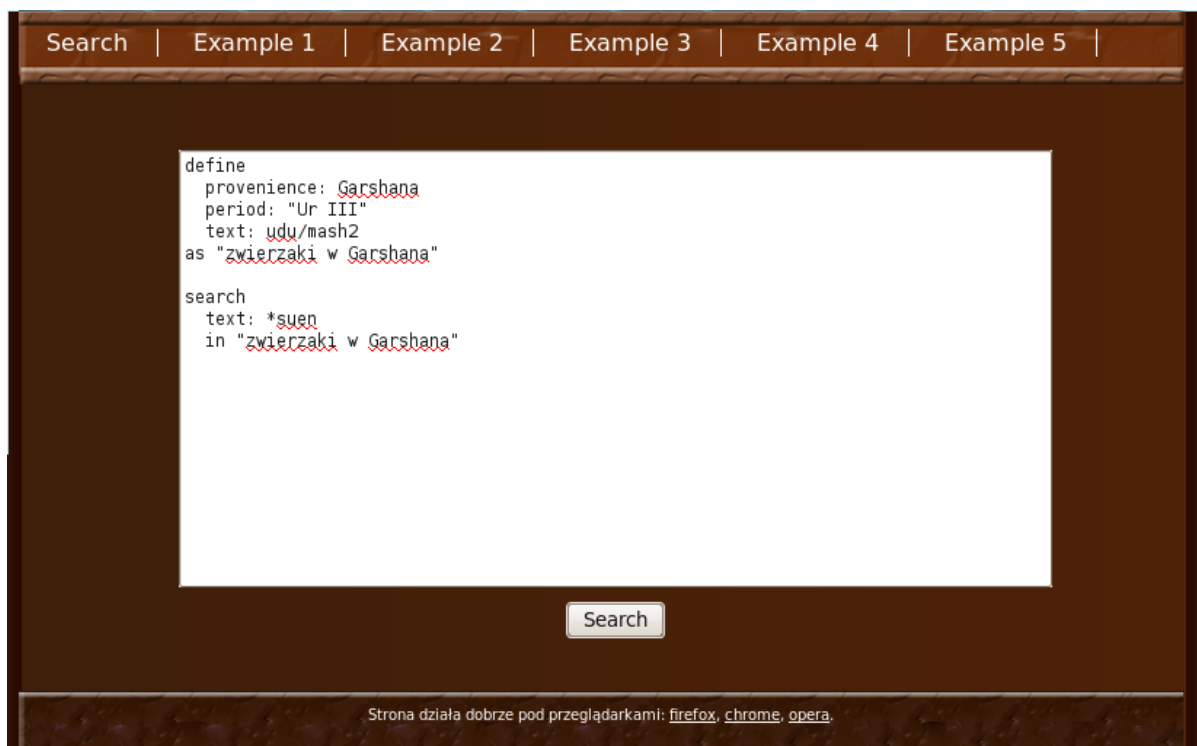 Search | Example 1 | Example 2 | Example 3 | Example 4 | Example 5 |
define
  provenience: Garshana
  period: "Ur III"
  text: udu/mash2
as "zwierzaki w Garshana"

search
  text: *suen
  in "zwierzaki w Garshana"
Search
Strona działa dobrze pod przeglądarkami: firefox, chrome, opera.